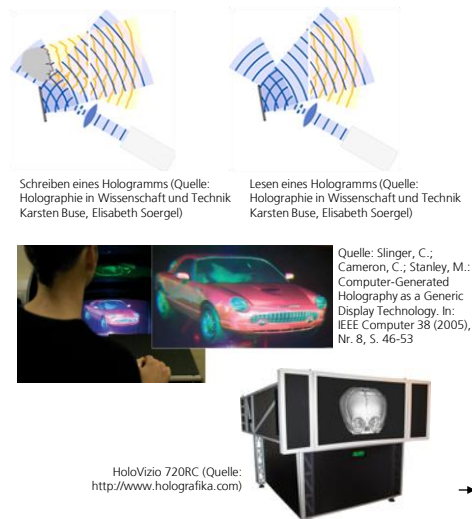 Schreiben eines Hologramms (Quelle:
Holographie in Wissenschaft und Technik
Karsten Buse, Elisabeth Soergel)
Lesen eines Hologramms (Quelle:
Holographie in Wissenschaft und Technik
Karsten Buse, Elisabeth Soergel)
Quelle: Slinger, C.;
Cameron, C.; Stanley, M.:
Computer-Generated
Holography as a Generic
Display Technology. In:
IEEE Computer 38 (2005),
Nr. 8, S. 46-53
HoloVizio 720RC (Quelle:
http://www.holografika.com)